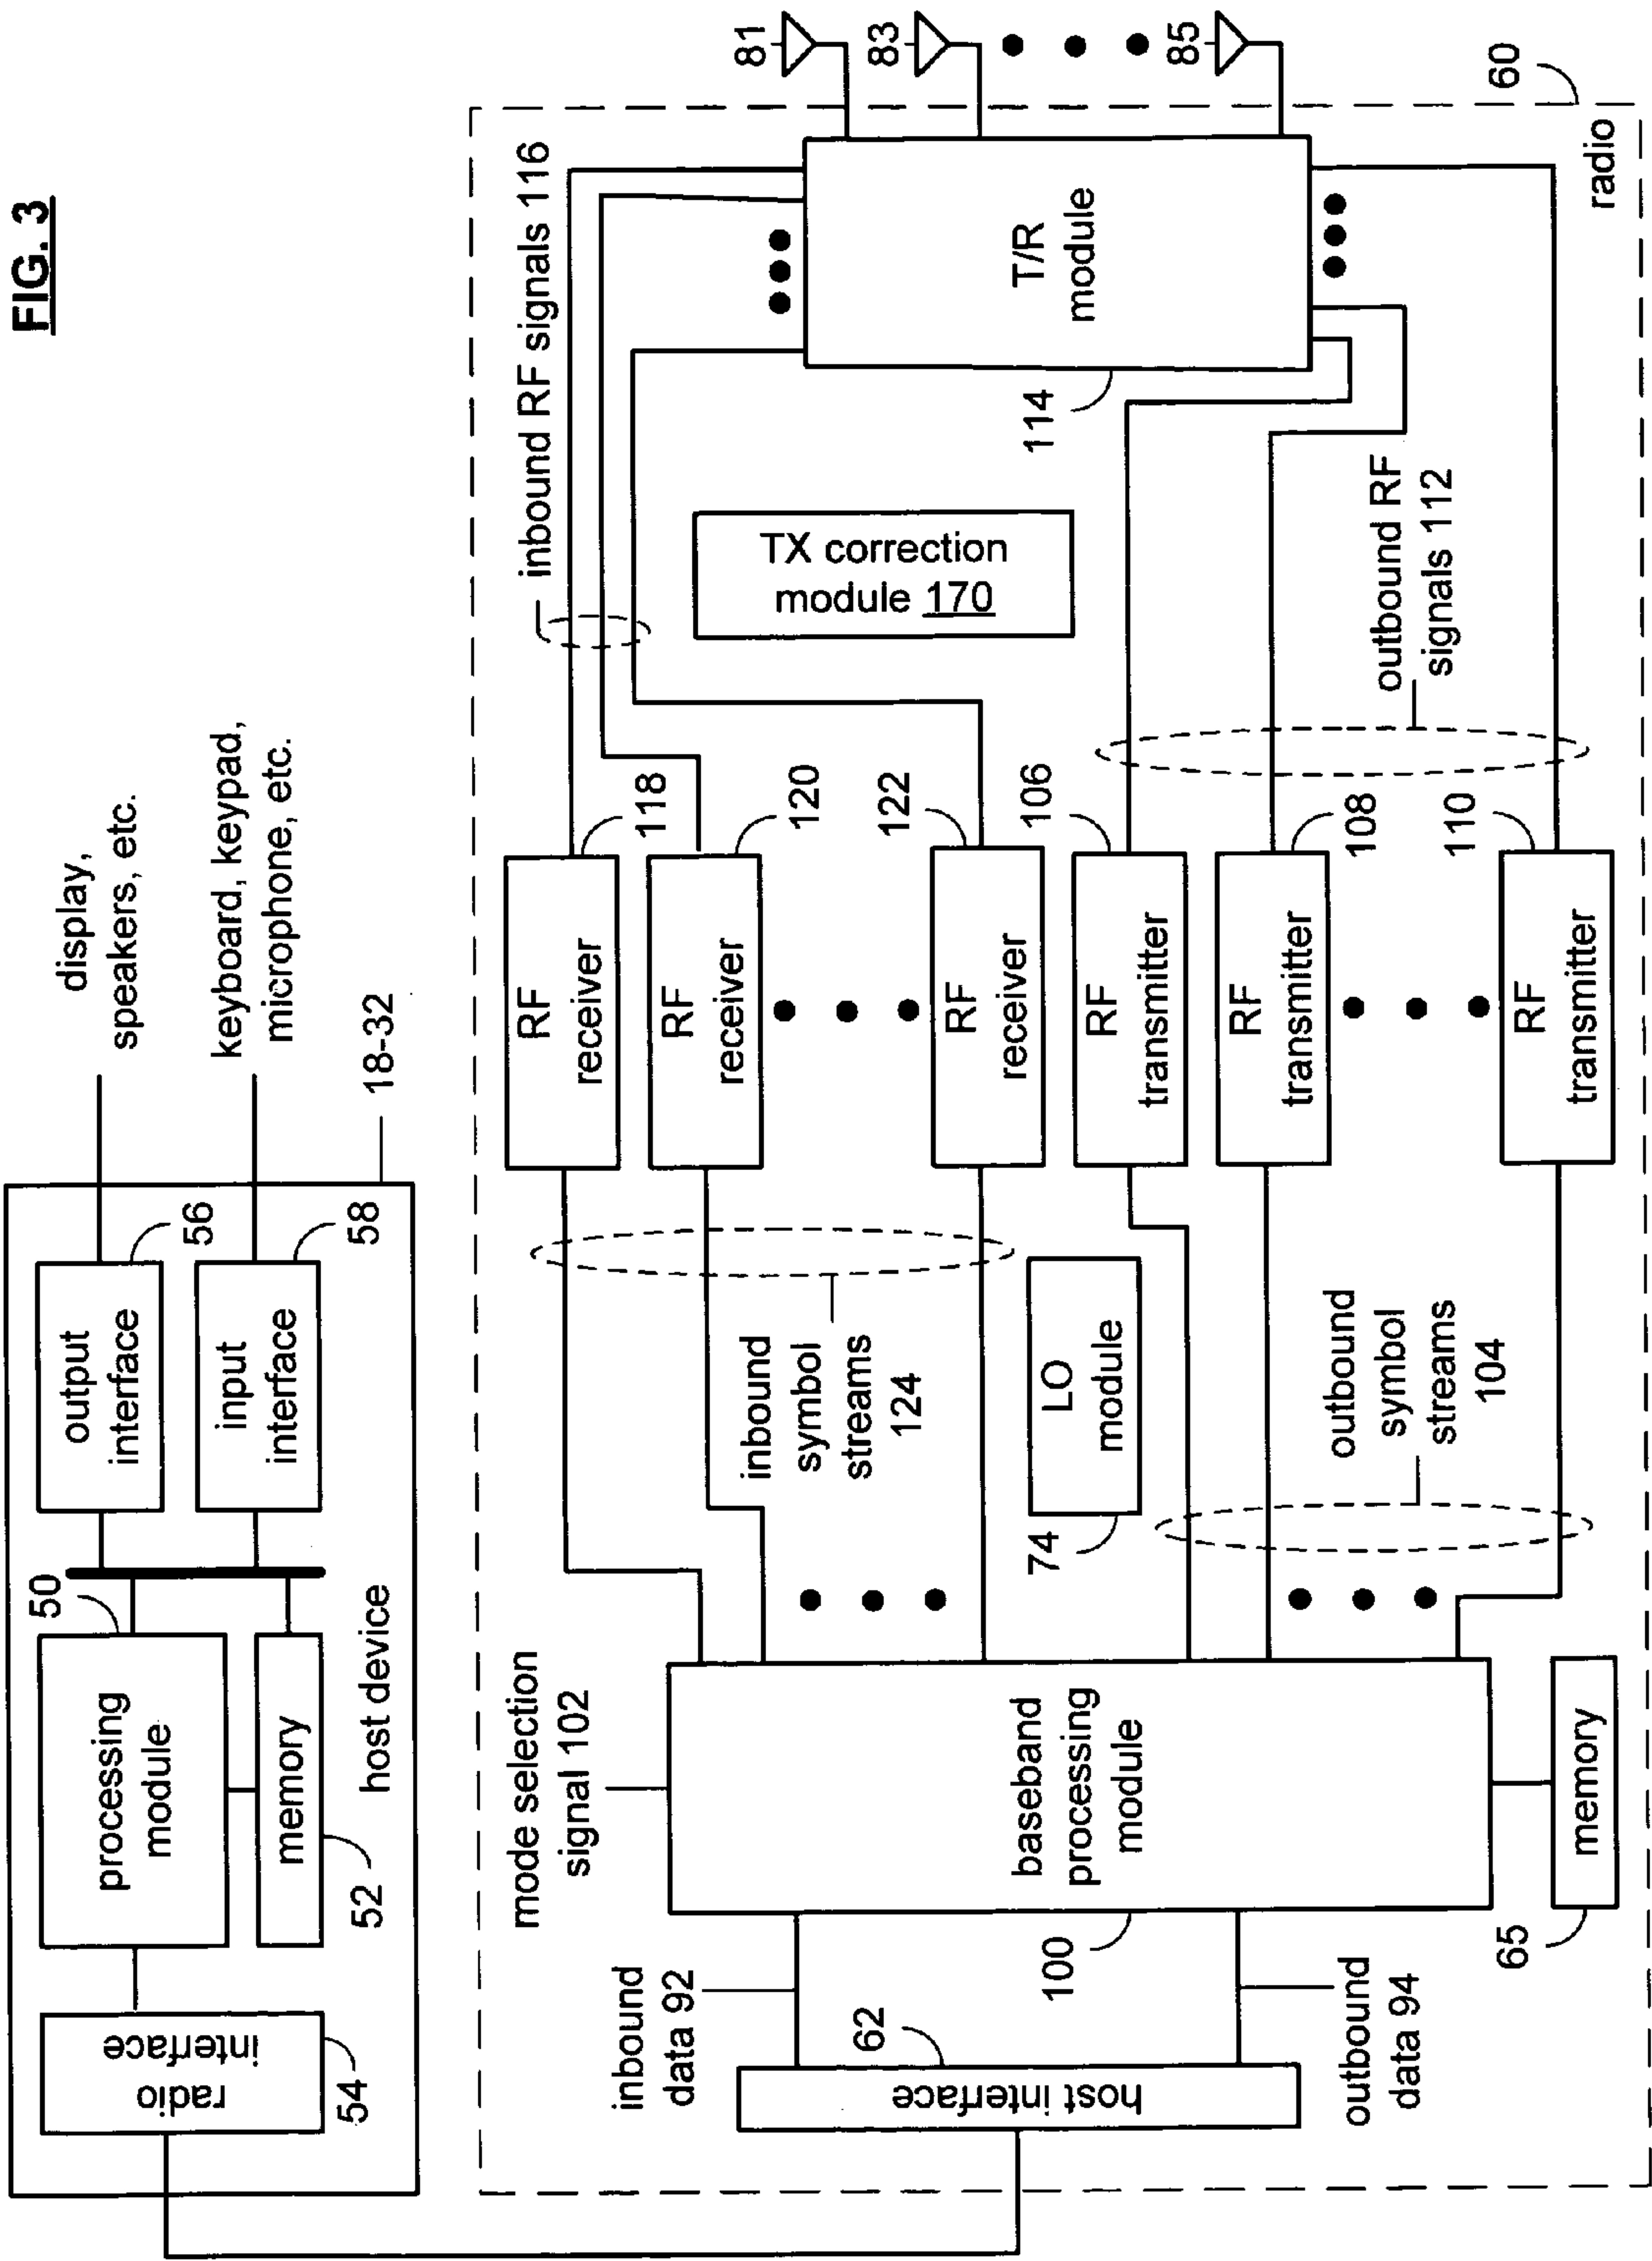 FIG. 3
display,
speakers, etc.
keyboard, keypad,
microphone, etc.
18-32
output
interface
56
input
interface
58
50
processing
module
memory
52
host device
radio
interface
54
radio
60
host interface
62
inbound
data 92
outbound
data 94
mode selection
signal 102
baseband
processing
module
100
memory
65
inbound
symbol
streams
124
LO
module
74
outbound
symbol
streams
104
RF
receiver
118
RF
receiver
120
RF
receiver
122
RF
transmitter
106
RF
transmitter
108
RF
transmitter
110
inbound RF signals 116
TX correction
module 170
outbound RF
signals 112
T/R
module
114
81
83
85